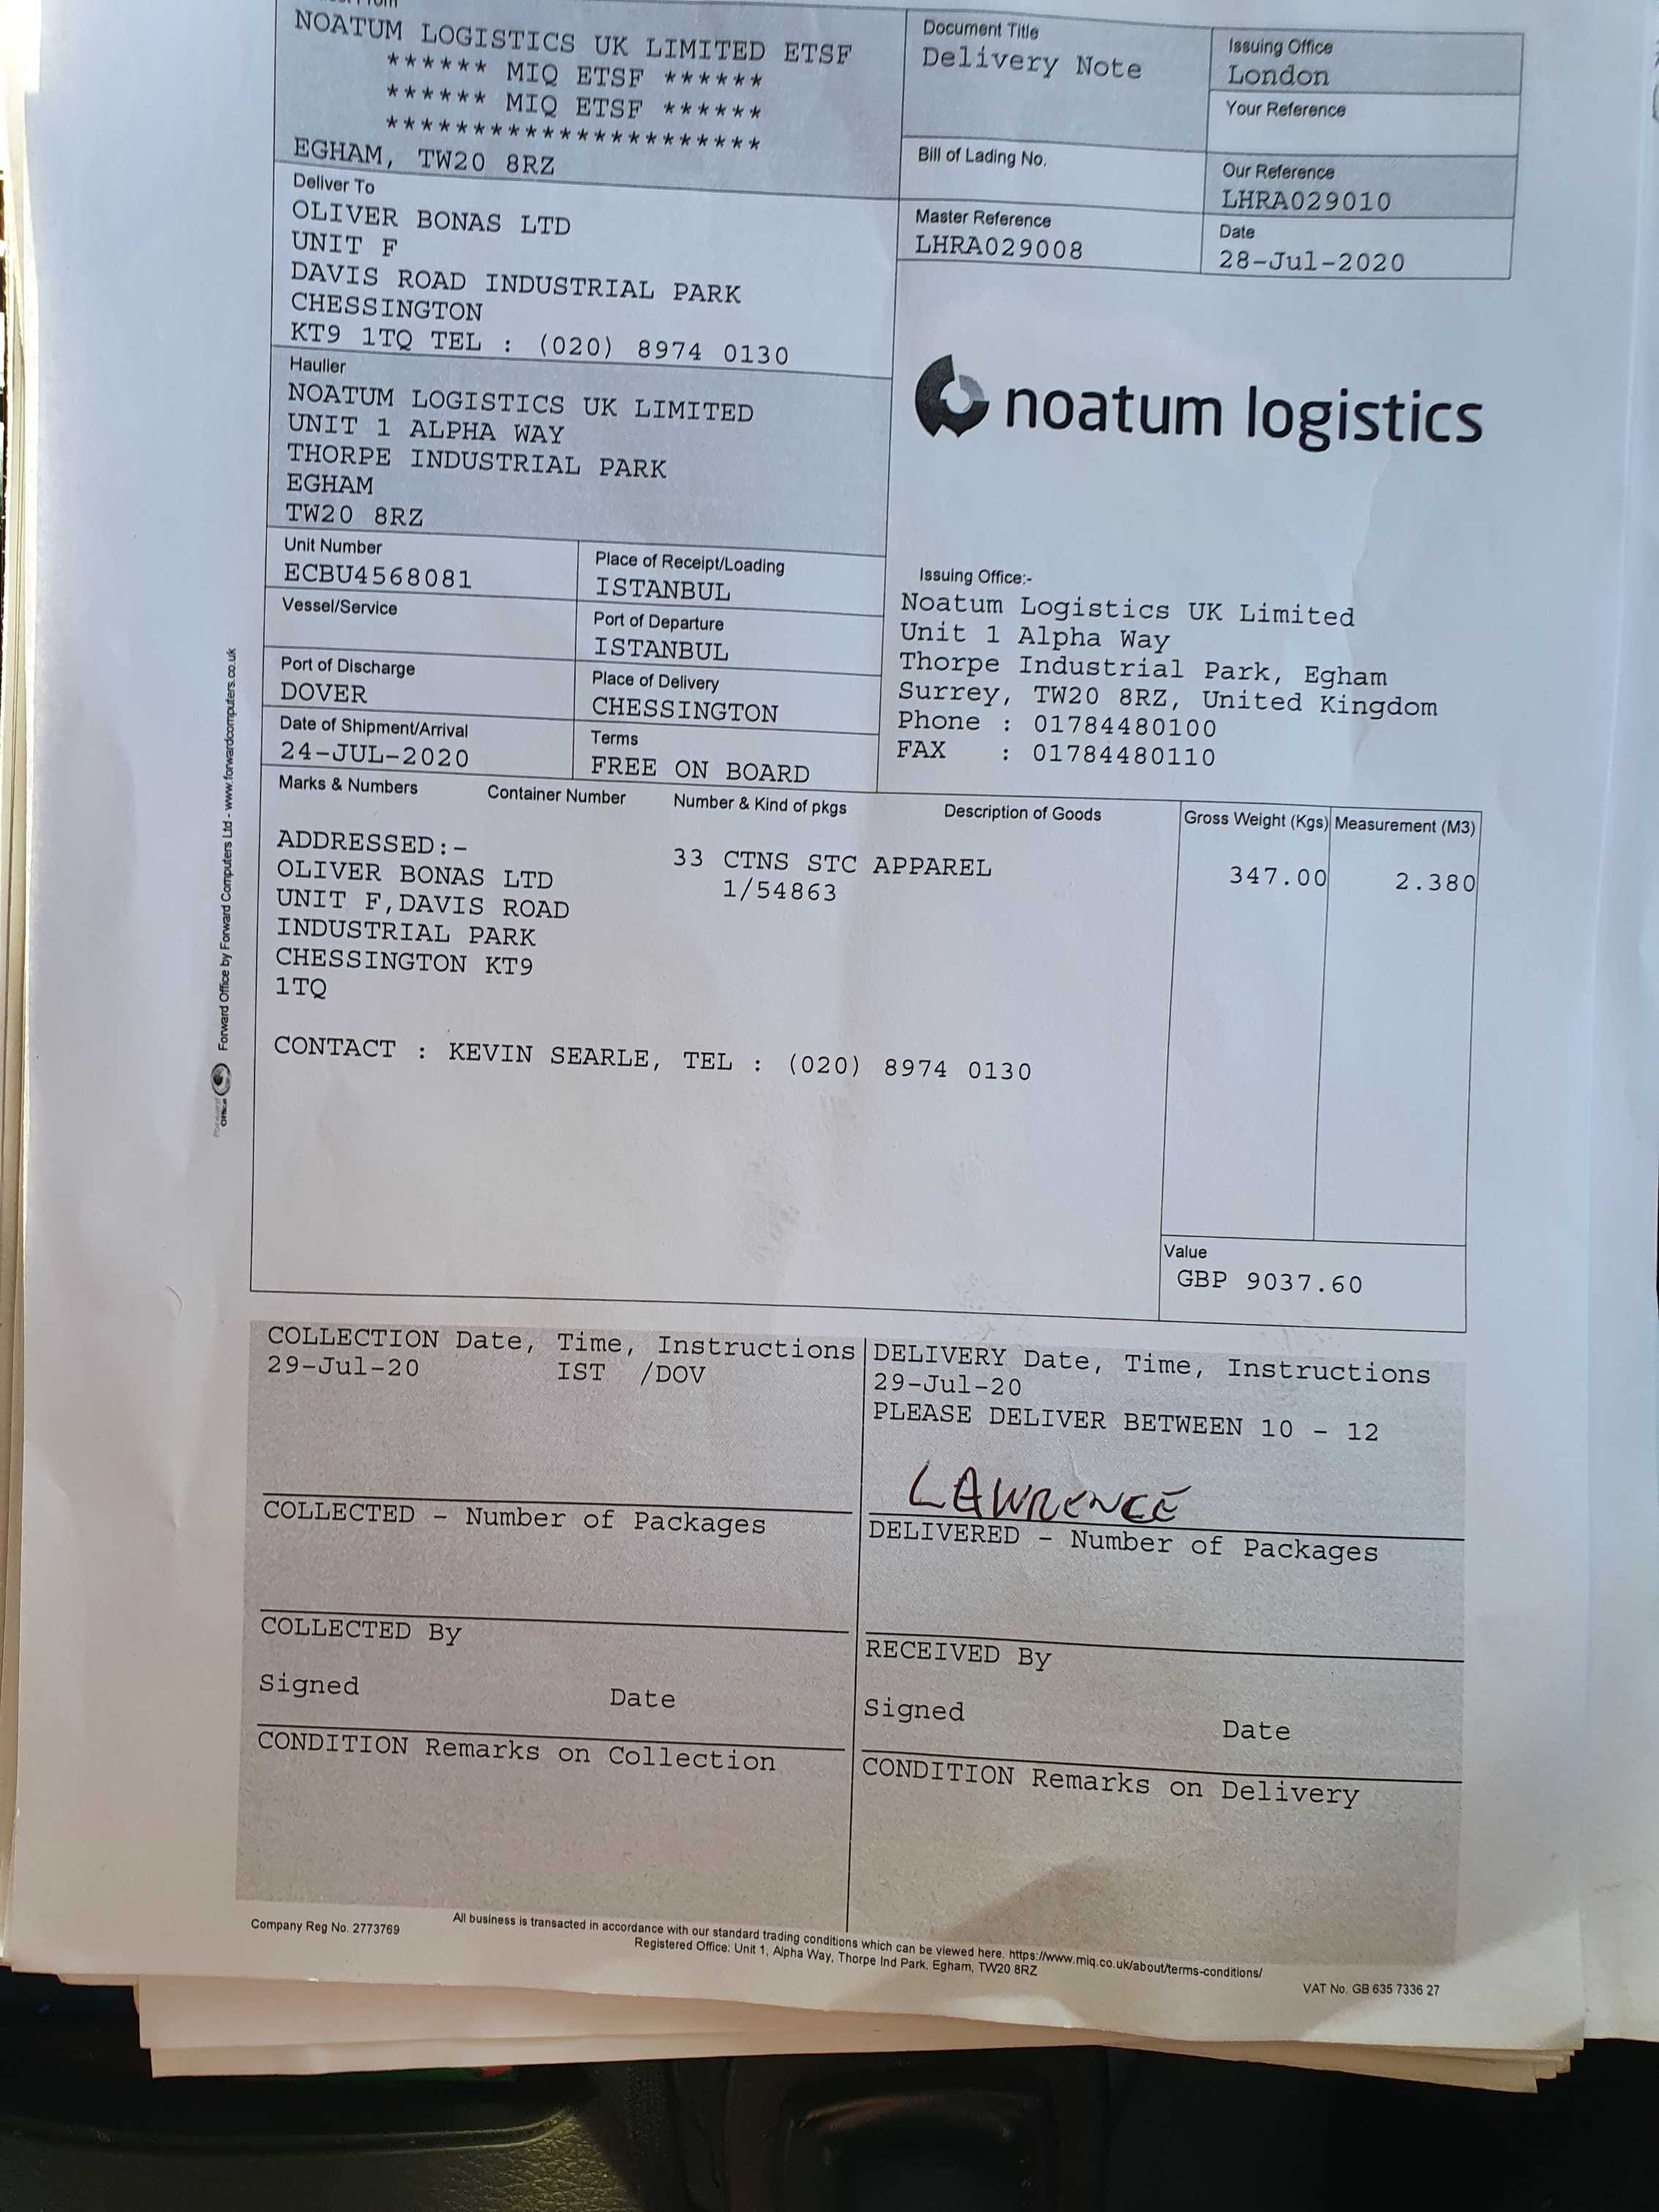 NOATUM LOGISTICS UK LIMITED ETSF
****** MIQ ETSF ******
****** MIQ ETSF ******
**********************
EGHAM, TW20 8RZ
Document Title
Delivery Note
Issuing Office
London
Your Reference
Bill of Lading No.
Our Reference
LHRA029010
Master Reference
LHRA029008
Date
28-Jul-2020
Deliver To
OLIVER BONAS LTD
UNIT F
DAVIS ROAD INDUSTRIAL PARK
CHESSINGTON
KT9 1TQ TEL : (020) 8974 0130
Haulier
NOATUM LOGISTICS UK LIMITED
UNIT 1 ALPHA WAY
THORPE INDUSTRIAL PARK
EGHAM
TW20 8RZ
noatum logistics
Unit Number
ECBU4568081
Place of Receipt/Loading
ISTANBUL
Vessel/Service
Port of Departure
ISTANBUL
Port of Discharge
DOVER
Place of Delivery
CHESSINGTON
Date of Shipment/Arrival
24-JUL-2020
Terms
FREE ON BOARD
Issuing Office:-
Noatum Logistics UK Limited
Unit 1 Alpha Way
Thorpe Industrial Park, Egham
Surrey, TW20 8RZ, United Kingdom
Phone : 01784480100
FAX : 01784480110
Marks & Numbers Container Number Number & Kind of pkgs Description of Goods Gross Weight (Kgs) Measurement (M3)
ADDRESSED:- 33 CTNS STC APPAREL 347.00 2.380
OLIVER BONAS LTD 1/54863
UNIT F,DAVIS ROAD
INDUSTRIAL PARK
CHESSINGTON KT9
1TQ
CONTACT : KEVIN SEARLE, TEL : (020) 8974 0130
Value
GBP 9037.60
Forward Office by Forward Computers Ltd - www.forwardcomputers.co.uk
COLLECTION Date, Time, Instructions
29-Jul-20 IST /DOV
COLLECTED - Number of Packages
COLLECTED By
Signed Date
CONDITION Remarks on Collection
DELIVERY Date, Time, Instructions
29-Jul-20
PLEASE DELIVER BETWEEN 10 - 12
LAWRENCE
DELIVERED - Number of Packages
RECEIVED By
Signed Date
CONDITION Remarks on Delivery
Company Reg No. 2773769
All business is transacted in accordance with our standard trading conditions which can be viewed here. https://www.miq.co.uk/about/terms-conditions/
Registered Office: Unit 1, Alpha Way, Thorpe Ind Park, Egham, TW20 8RZ
VAT No. GB 635 7336 27